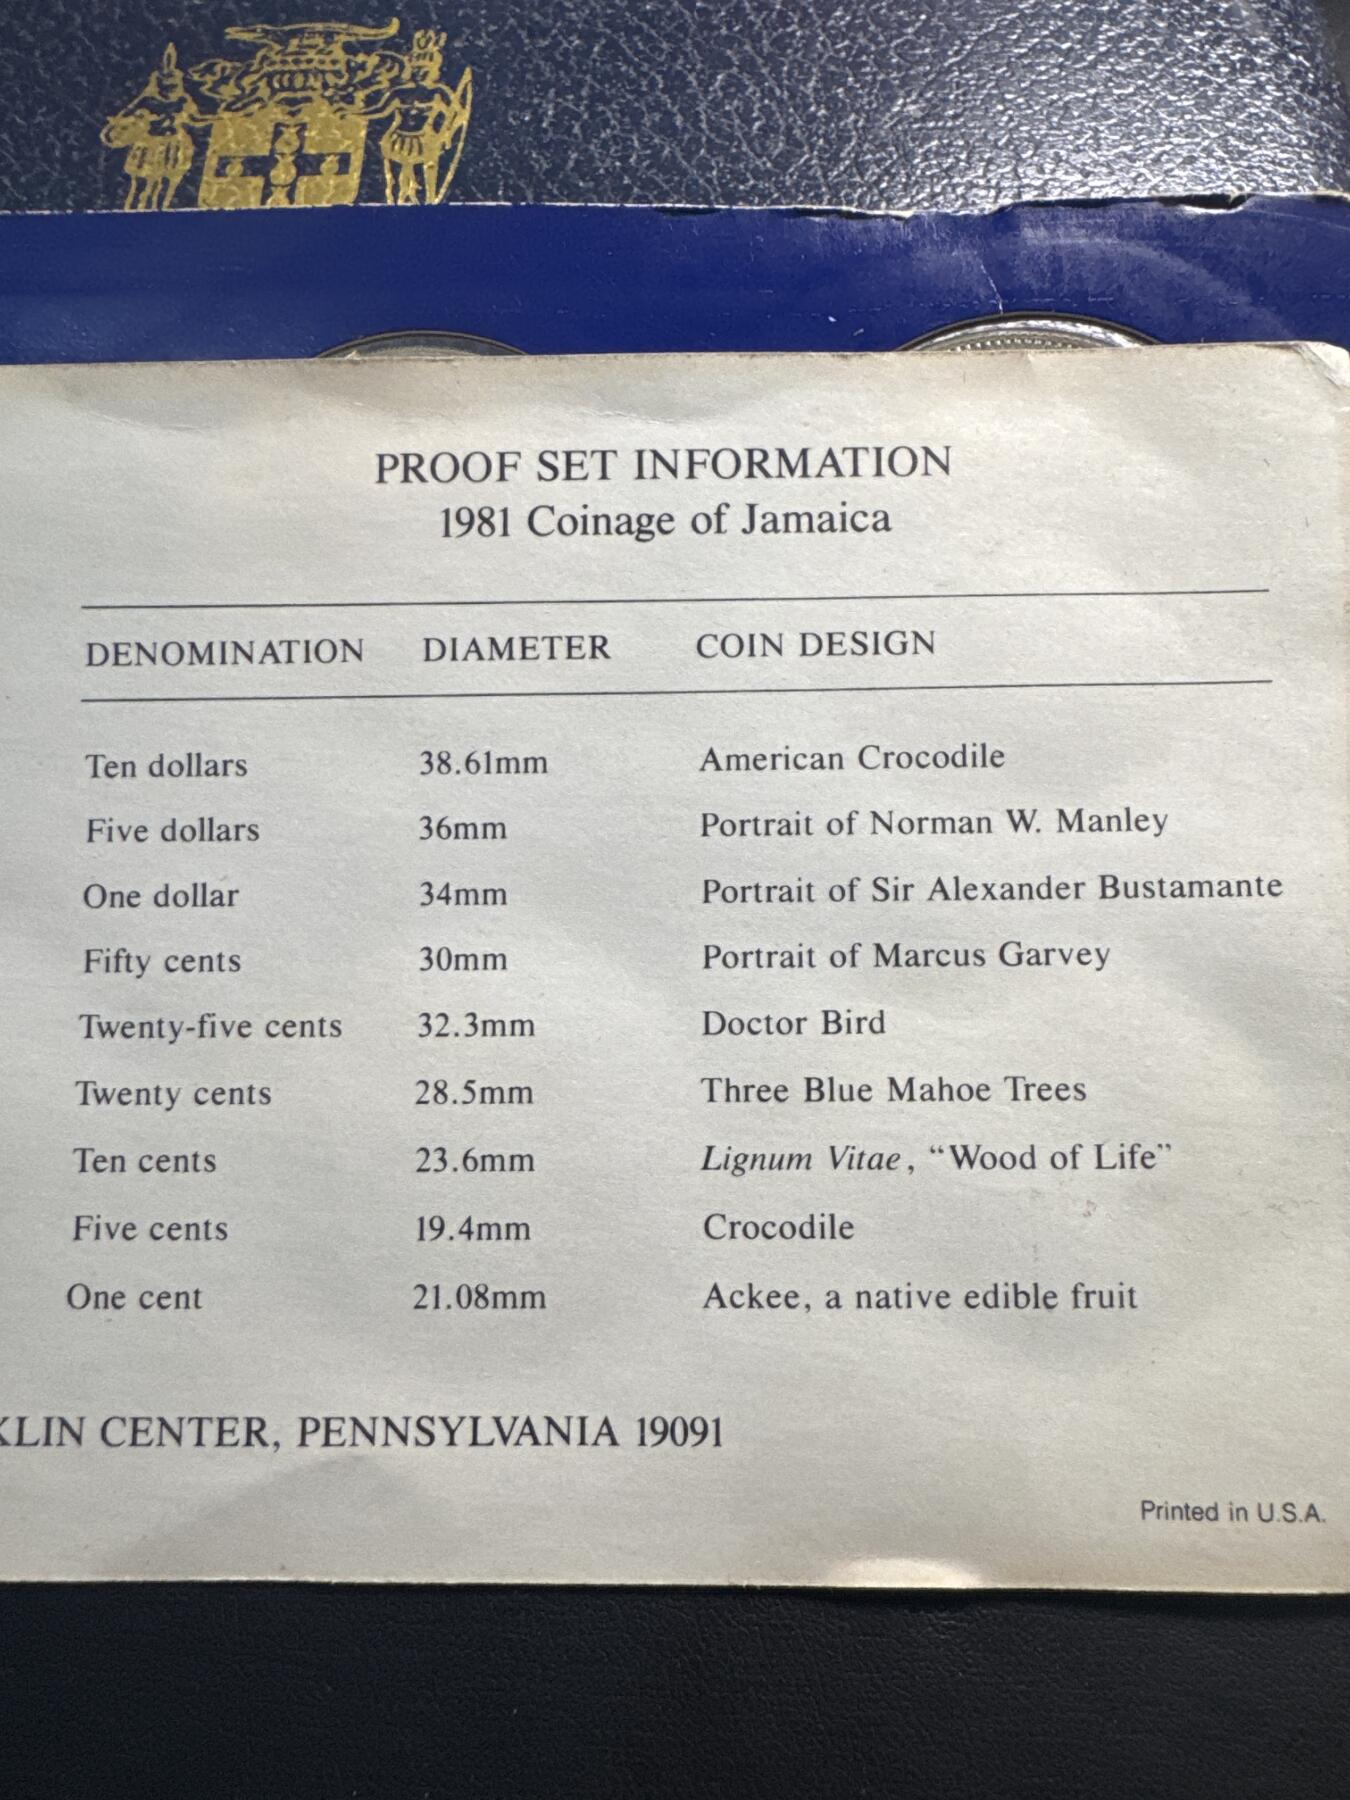 PROOF SET INFORMATION
1981 Coinage of Jamaica
DENOMINATION DIAMETER COIN DESIGN
Ten dollars 38.61mm American Crocodile
Five dollars 36mm Portrait of Norman W. Manley
One dollar 34mm Portrait of Sir Alexander Bustamante
Fifty cents 30mm Portrait of Marcus Garvey
Twenty-five cents 32.3mm Doctor Bird
Twenty cents 28.5mm Three Blue Mahoe Trees
Ten cents 23.6mm Lignum Vitae, “Wood of Life”
Five cents 19.4mm Crocodile
One cent 21.08mm Ackee, a native edible fruit
KLIN CENTER, PENNSYLVANIA 19091
Printed in U.S.A.